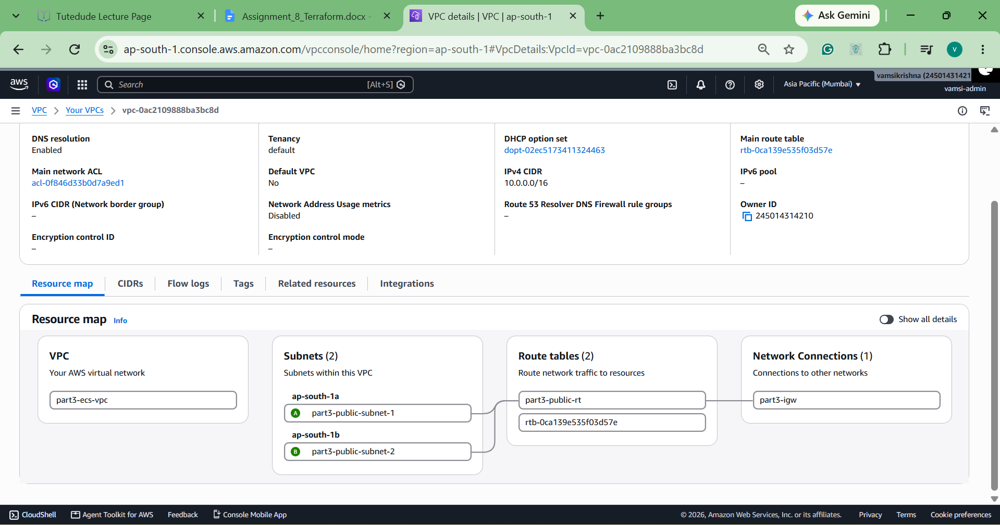 Tutedude Lecture Page
Assignment_8_Terraform.docx -
VPC details | VPC | ap-south-1
Ask Gemini
ap-south-1.console.aws.amazon.com/vpcconsole/home?region=ap-south-1#VpcDetails:VpcId=vpc-0ac2109888ba3bc8d
V
aws
Search
[Alt+S]
Asia Pacific (Mumbai)
vamsikrishna (24501431421
vamsi-admin
VPC
Your VPCs
vpc-0ac2109888ba3bc8d
DNS resolution
Enabled
Tenancy
default
DHCP option set
dopt-02ec5173411324463
Main route table
rtb-0ca139e535f03d57e
Main network ACL
acl-0f846d33b0d7a9ed1
Default VPC
No
IPv4 CIDR
10.0.0.0/16
IPv6 pool
–
IPv6 CIDR (Network border group)
–
Network Address Usage metrics
Disabled
Route 53 Resolver DNS Firewall rule groups
–
Owner ID
245014314210
Encryption control ID
–
Encryption control mode
–
Resource map
CIDRs
Flow logs
Tags
Related resources
Integrations
Resource map Info
Show all details
VPC
Your AWS virtual network
part3-ecs-vpc
Subnets (2)
Subnets within this VPC
ap-south-1a
A part3-public-subnet-1
ap-south-1b
B part3-public-subnet-2
Route tables (2)
Route network traffic to resources
part3-public-rt
rtb-0ca139e535f03d57e
Network Connections (1)
Connections to other networks
part3-igw
CloudShell
Agent Toolkit for AWS
Feedback
Console Mobile App
© 2026, Amazon Web Services, Inc. or its affiliates.
Privacy
Terms
Cookie preferences